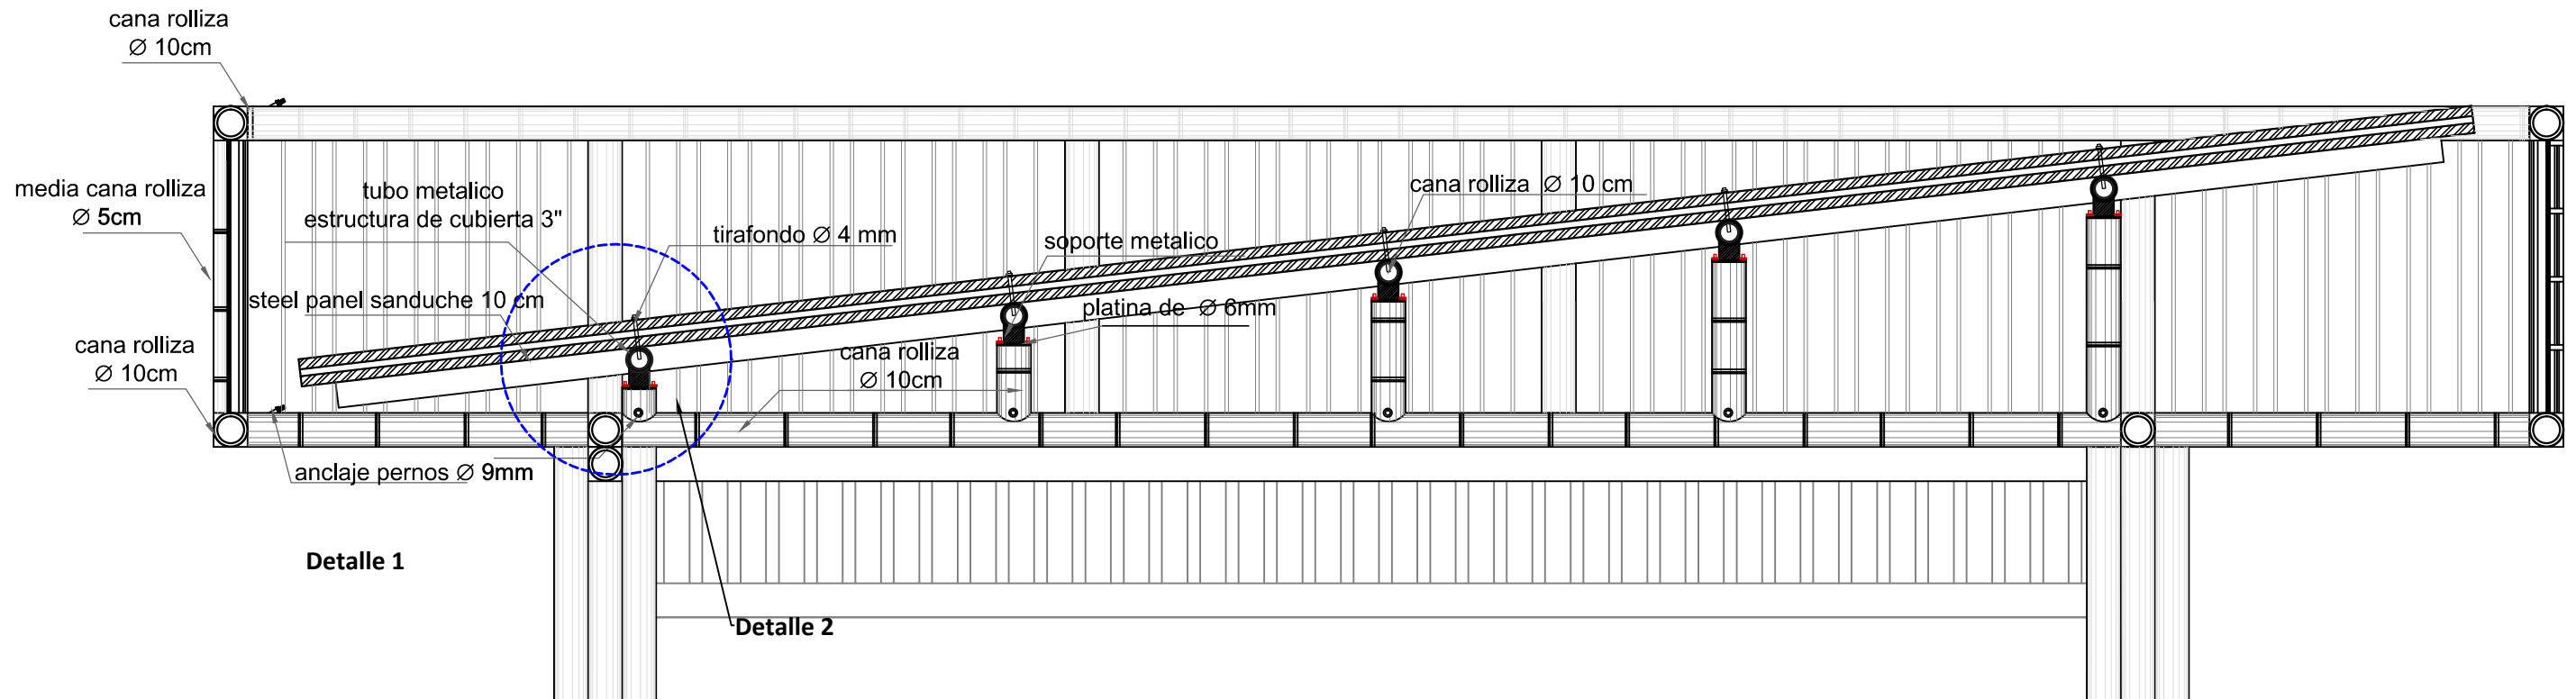 cana rolliza
Ø 10cm
media cana rolliza
Ø 5cm
tubo metalico
estructura de cubierta 3"
tirafondo Ø 4 mm
soporte metalico
cana rolliza Ø 10 cm
steel panel sanduche 10 cm
platina de Ø 6mm
cana rolliza
Ø 10cm
cana rolliza
Ø 10cm
anclaje pernos Ø 9mm
Detalle 1
Detalle 2